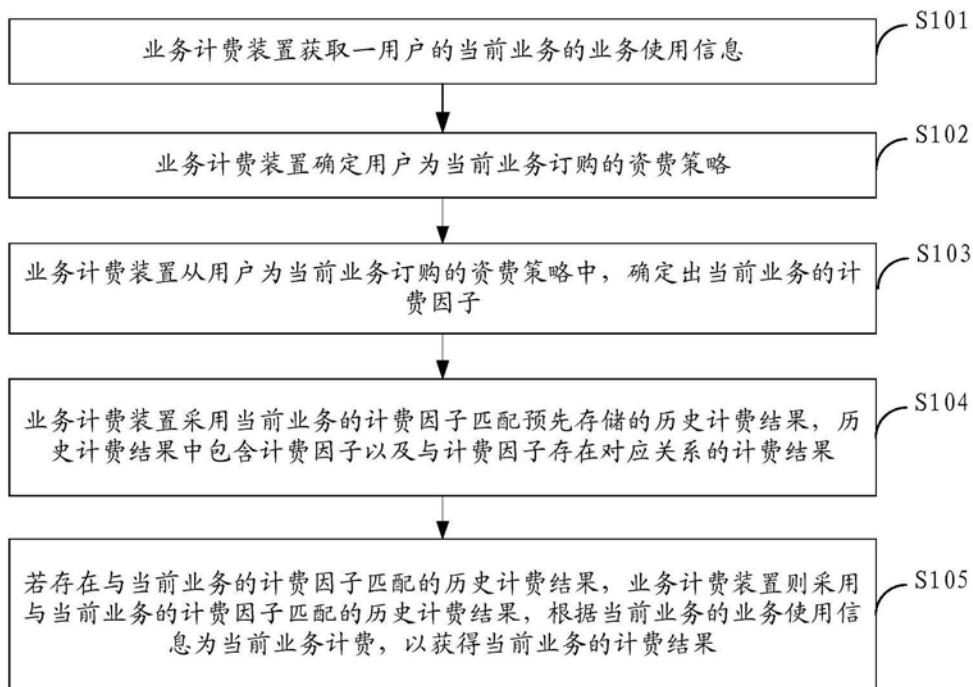 业务计费装置获取一用户的当前业务的业务使用信息
S101
业务计费装置确定用户为当前业务订购的资费策略
S102
业务计费装置从用户为当前业务订购的资费策略中，确定出当前业务的计
费因子
S103
业务计费装置采用当前业务的计费因子匹配预先存储的历史计费结果，历
史计费结果中包含计费因子以及与计费因子存在对应关系的计费结果
S104
若存在与当前业务的计费因子匹配的历史计费结果，业务计费装置则采用
与当前业务的计费因子匹配的历史计费结果，根据当前业务的业务使用信
息为当前业务计费，以获得当前业务的计费结果
S105